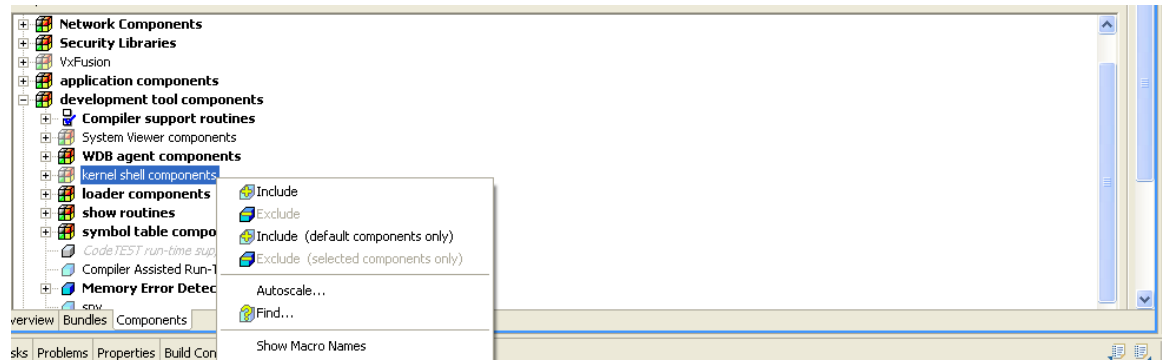 Network Components
Security Libraries
VxFusion
application components
development tool components
Compiler support routines
System Viewer components
WDB agent components
kernel shell components
loader components
show routines
symbol table compo
CodeTEST run-time sup
Compiler Assisted Run-T
Memory Error Detec
spy
Include
Exclude
Include (default components only)
Exclude (selected components only)
Autoscale...
Find...
Show Macro Names
verview Bundles Components
sks Problems Properties Build Con